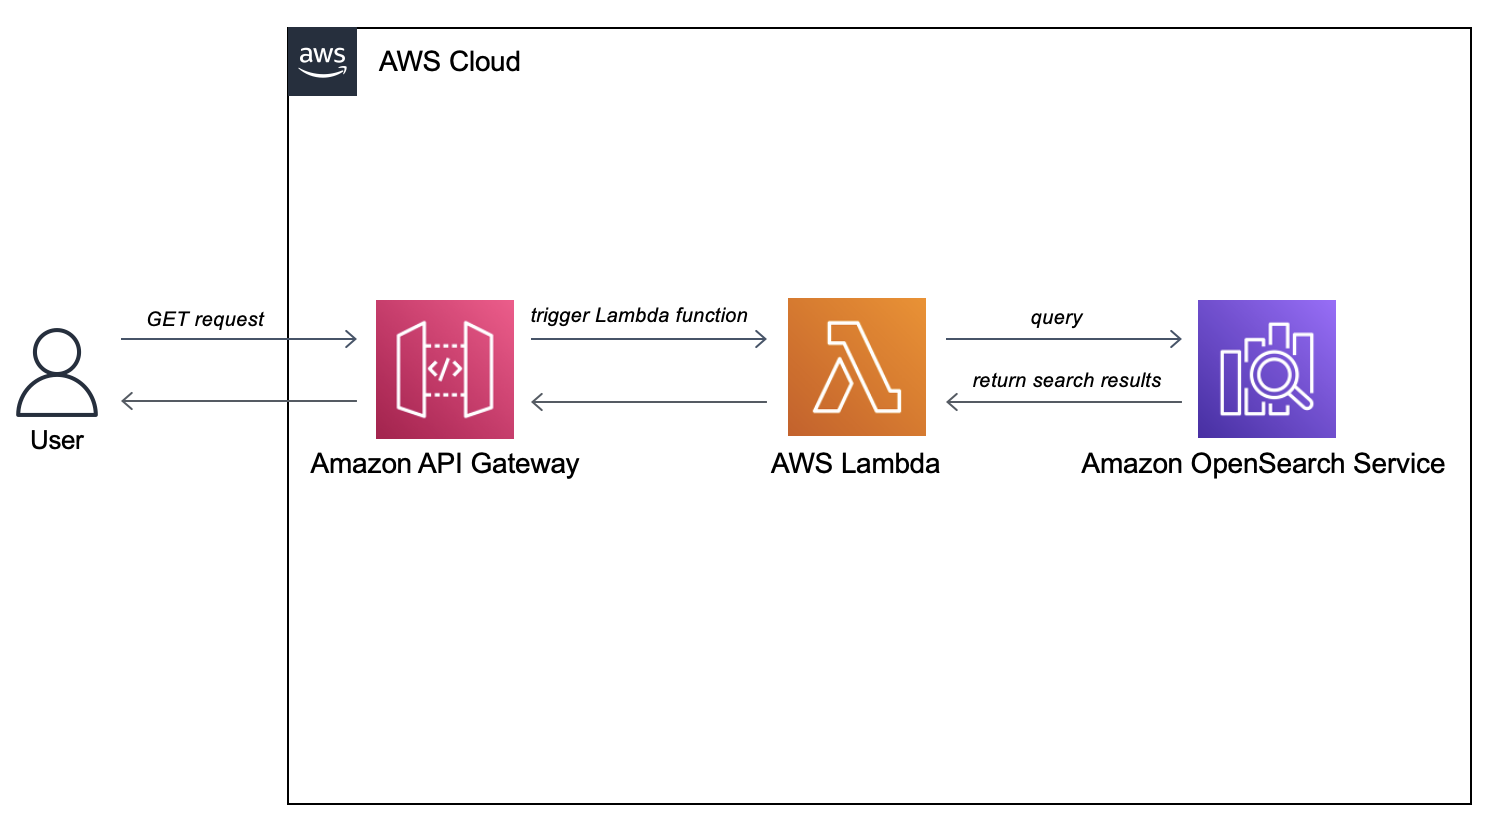 aws
AWS Cloud
GET request
trigger Lambda function
query
return search results
</>
User
Amazon API Gateway
AWS Lambda
Amazon OpenSearch Service